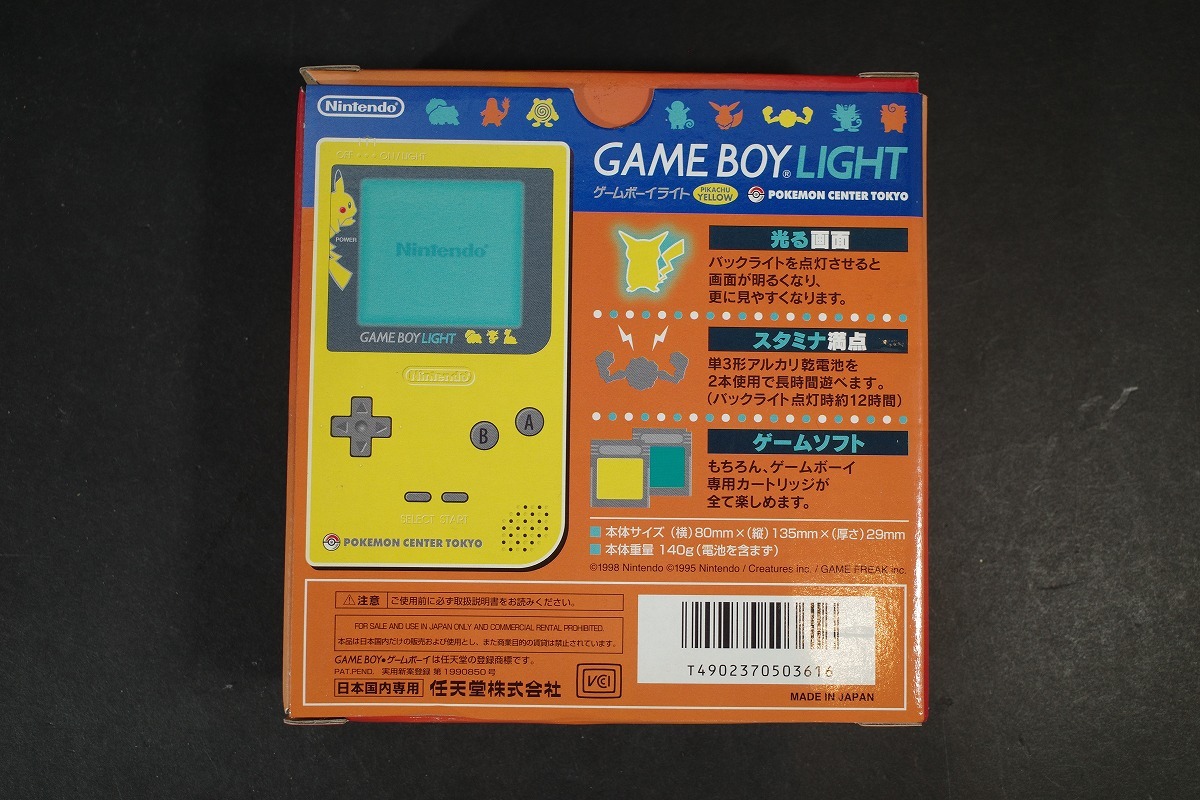 Nintendo
GAME BOY® LIGHT
ゲームボーイライト PIKACHU YELLOW POKEMON CENTER TOKYO
OFF・・・ON/LIGHT
POWER
Nintendo®
GAME BOY LIGHT
Nintendo
B A
SELECT START
POKEMON CENTER TOKYO
光る画面
バックライトを点灯させると
画面が明るくなり、
更に見やすくなります。
スタミナ満点
単3形アルカリ乾電池を
2本使用で長時間遊べます。
(バックライト点灯時約12時間)
ゲームソフト
もちろん、ゲームボーイ
専用カートリッジが
全て楽しめます。
■本体サイズ (横)80mm×(縦)135mm×(厚さ)29mm
■本体重量 140g(電池を含まず)
©1998 Nintendo ©1995 Nintendo / Creatures inc. / GAME FREAK inc.
⚠注意 ご使用前に必ず取扱説明書をお読みください。
FOR SALE AND USE IN JAPAN ONLY AND COMMERCIAL RENTAL PROHIBITED.
本品は日本国内だけの販売および使用とし、また商業目的の賃貸は禁止されています。
GAME BOY・ゲームボーイは任天堂の登録商標です。
PAT.PEND. 実用新案登録 第1990850号
日本国内専用 任天堂株式会社
VCI
T4902370503616
MADE IN JAPAN